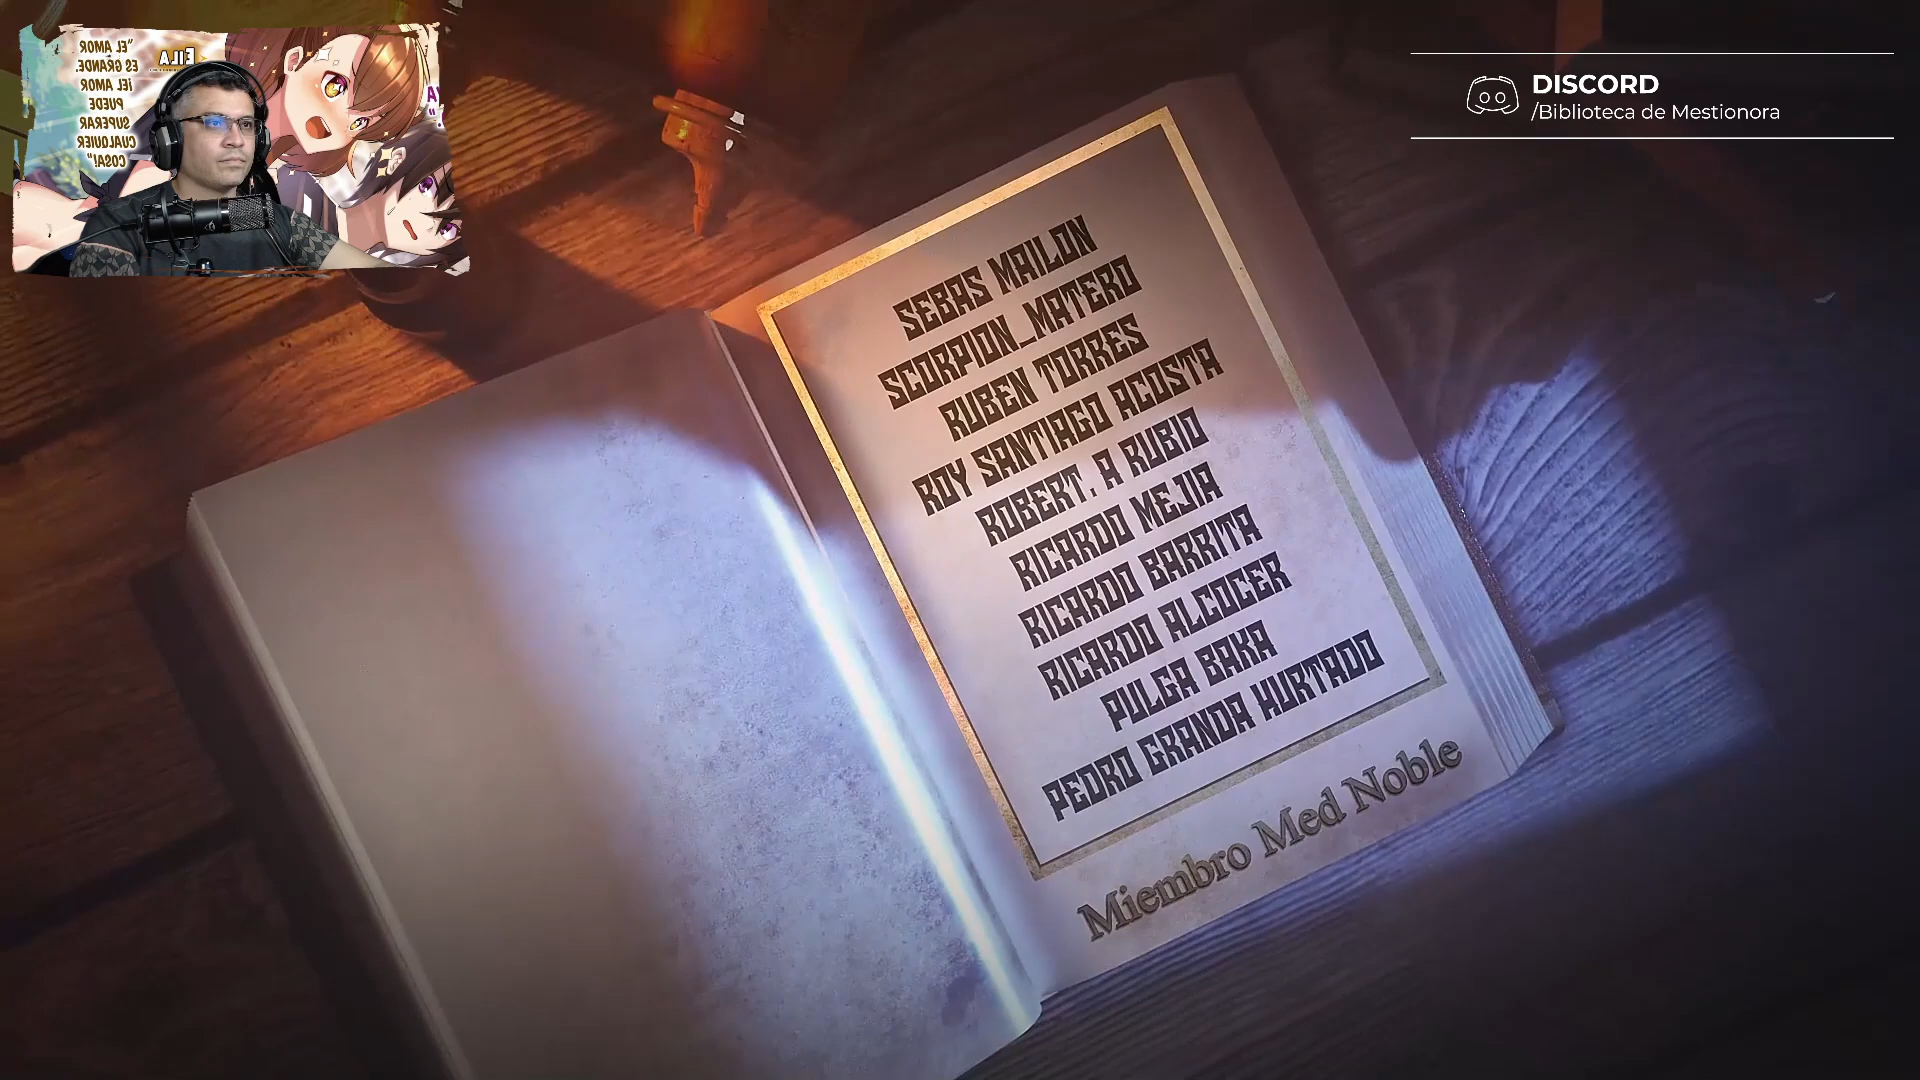 "EL AMOR
ES GRANDE.
¡EL AMOR
PUEDE
SUPERAR
CUALQUIER
COSA!"
EILA
DISCORD
/Biblioteca de Mestionora
SEBAS MAILON
SCORPION_MATERO
RUBEN TORRES
ROY SANTIAGO ACOSTA
ROBERT. A RUBIO
RICARDO MEJIA
RICARDO BARRITA
RICARDO ALCOCER
PULGA BAKA
PEDRO GRANDA HURTADO
Miembro Med Noble